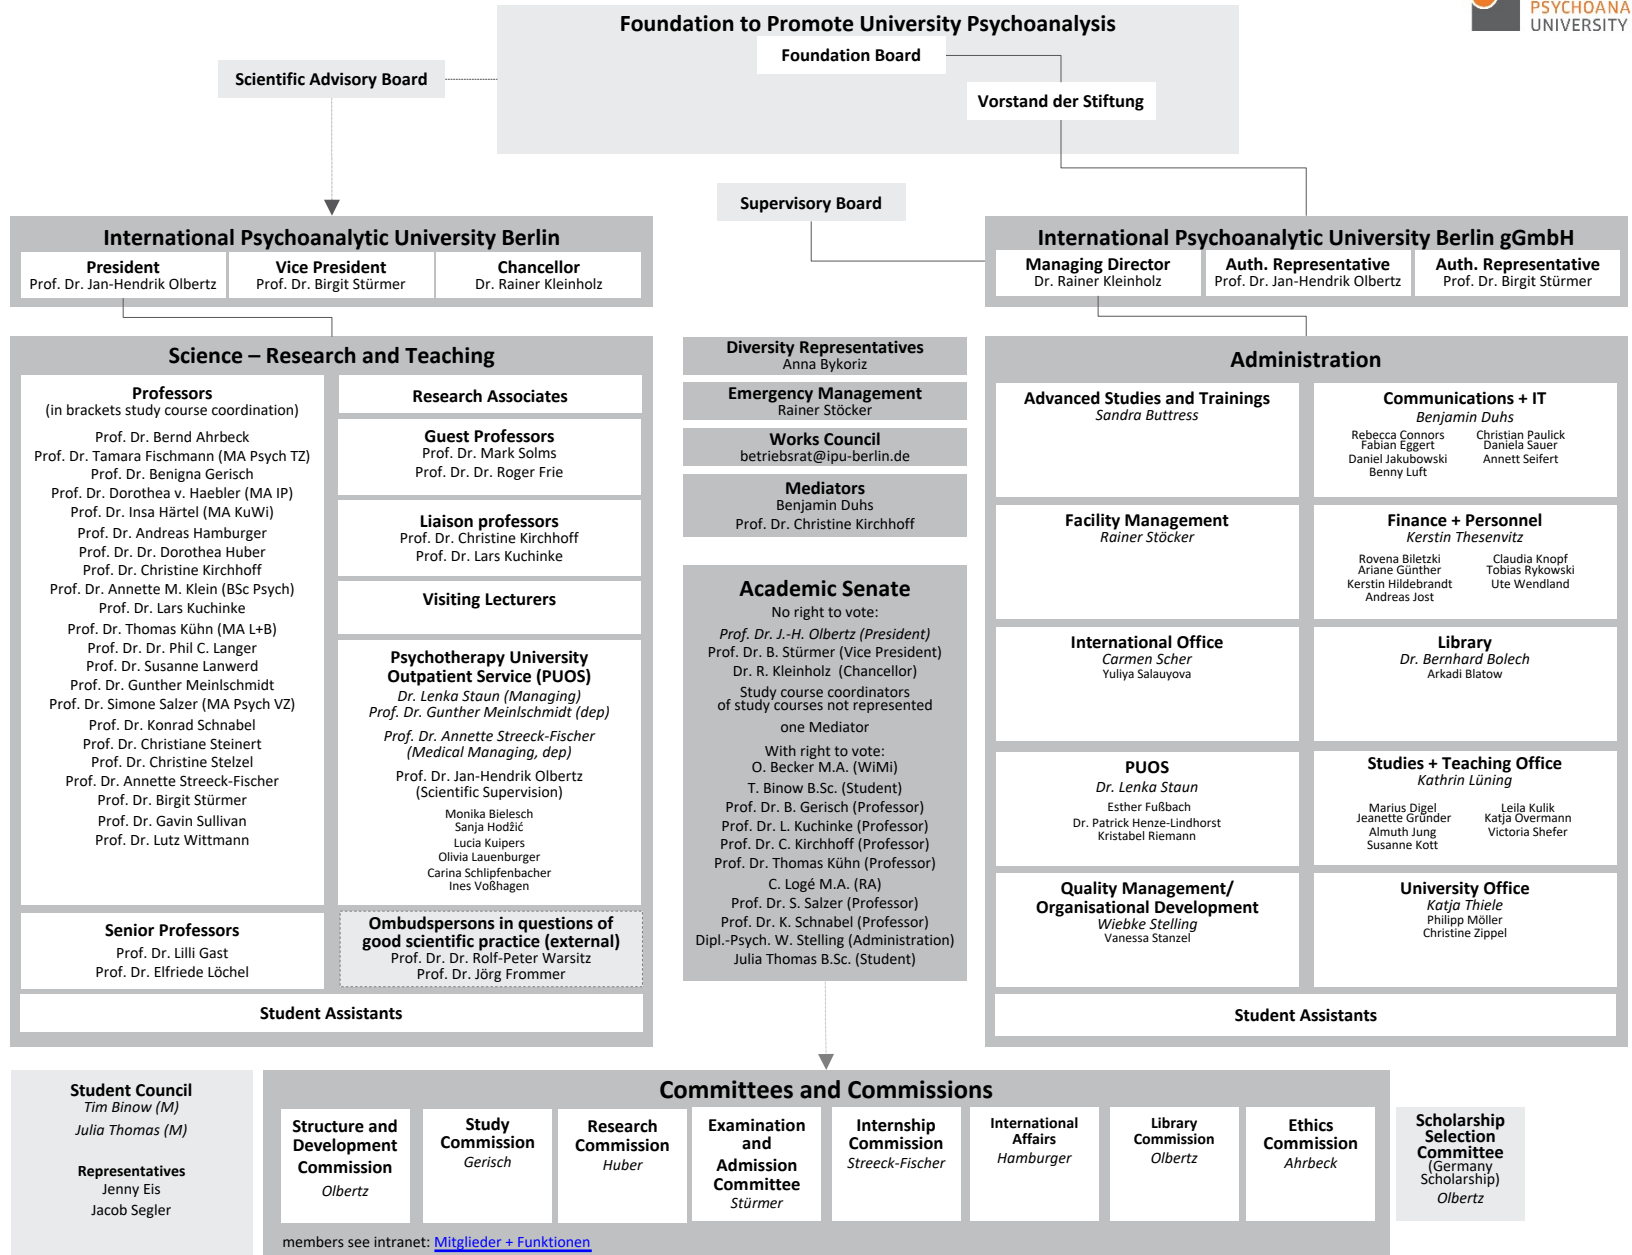 PSYCHOANA
UNIVERSITY
Foundation to Promote University Psychoanalysis
Foundation Board
Scientific Advisory Board
Vorstand der Stiftung
Supervisory Board
International Psychoanalytic University Berlin
President
Prof. Dr. Jan-Hendrik Olbertz
Vice President
Prof. Dr. Birgit Stürmer
Chancellor
Dr. Rainer Kleinholz
International Psychoanalytic University Berlin gGmbH
Managing Director
Dr. Rainer Kleinholz
Auth. Representative
Prof. Dr. Jan-Hendrik Olbertz
Auth. Representative
Prof. Dr. Birgit Stürmer
Science – Research and Teaching
Professors
(in brackets study course coordination)
Prof. Dr. Bernd Ahrbeck
Prof. Dr. Tamara Fischmann (MA Psych TZ)
Prof. Dr. Benigna Gerisch
Prof. Dr. Dorothea v. Haebler (MA IP)
Prof. Dr. Insa Härtel (MA KuWi)
Prof. Dr. Andreas Hamburger
Prof. Dr. Dr. Dorothea Huber
Prof. Dr. Christine Kirchhoff
Prof. Dr. Annette M. Klein (BSc Psych)
Prof. Dr. Lars Kuchinke
Prof. Dr. Thomas Kühn (MA L+B)
Prof. Dr. Dr. Phil C. Langer
Prof. Dr. Susanne Lanwerd
Prof. Dr. Gunther Meinlschmidt
Prof. Dr. Simone Salzer (MA Psych VZ)
Prof. Dr. Konrad Schnabel
Prof. Dr. Christiane Steinert
Prof. Dr. Christine Stelzel
Prof. Dr. Annette Streeck-Fischer
Prof. Dr. Birgit Stürmer
Prof. Dr. Gavin Sullivan
Prof. Dr. Lutz Wittmann
Senior Professors
Prof. Dr. Lilli Gast
Prof. Dr. Elfriede Löchel
Research Associates
Guest Professors
Prof. Dr. Mark Solms
Prof. Dr. Dr. Roger Frie
Liaison professors
Prof. Dr. Christine Kirchhoff
Prof. Dr. Lars Kuchinke
Visiting Lecturers
Psychotherapy University
Outpatient Service (PUOS)
Dr. Lenka Staun (Managing)
Prof. Dr. Gunther Meinlschmidt (dep)
Prof. Dr. Annette Streeck-Fischer
(Medical Managing, dep)
Prof. Dr. Jan-Hendrik Olbertz
(Scientific Supervision)
Monika Bielesch
Sanja Hodžić
Lucia Kuipers
Olivia Lauenburger
Carina Schlipfenbacher
Ines Voßhagen
Ombudspersons in questions of
good scientific practice (external)
Prof. Dr. Dr. Rolf-Peter Warsitz
Prof. Dr. Jörg Frommer
Student Assistants
Diversity Representatives
Anna Bykoriz
Emergency Management
Rainer Stöcker
Works Council
betriebsrat@ipu-berlin.de
Mediators
Benjamin Duhs
Prof. Dr. Christine Kirchhoff
Academic Senate
No right to vote:
Prof. Dr. J.-H. Olbertz (President)
Prof. Dr. B. Stürmer (Vice President)
Dr. R. Kleinholz (Chancellor)
Study course coordinators
of study courses not represented
one Mediator
With right to vote:
O. Becker M.A. (WiMi)
T. Binow B.Sc. (Student)
Prof. Dr. B. Gerisch (Professor)
Prof. Dr. L. Kuchinke (Professor)
Prof. Dr. C. Kirchhoff (Professor)
Prof. Dr. Thomas Kühn (Professor)
C. Logé M.A. (RA)
Prof. Dr. S. Salzer (Professor)
Prof. Dr. K. Schnabel (Professor)
Dipl.-Psych. W. Stelling (Administration)
Julia Thomas B.Sc. (Student)
Administration
Advanced Studies and Trainings
Sandra Buttress
Communications + IT
Benjamin Duhs
Rebecca Connors
Fabian Eggert
Daniel Jakubowski
Benny Luft
Christian Paulick
Daniela Sauer
Annett Seifert
Facility Management
Rainer Stöcker
Finance + Personnel
Kerstin Thesenvitz
Rovena Biletzki
Ariane Günther
Kerstin Hildebrandt
Andreas Jost
Claudia Knopf
Tobias Rykowski
Ute Wendland
International Office
Carmen Scher
Yuliya Salauyova
Library
Dr. Bernhard Bolech
Arkadi Blatow
PUOS
Dr. Lenka Staun
Esther Fußbach
Dr. Patrick Henze-Lindhorst
Kristabel Riemann
Studies + Teaching Office
Kathrin Lüning
Marius Digel
Jeanette Gründer
Almuth Jung
Susanne Kott
Leila Kulik
Katja Overmann
Victoria Shefer
Quality Management/
Organisational Development
Wiebke Stelling
Vanessa Stanzel
University Office
Katja Thiele
Philipp Möller
Christine Zippel
Student Assistants
Student Council
Tim Binow (M)
Julia Thomas (M)
Representatives
Jenny Eis
Jacob Segler
Committees and Commissions
Structure and
Development
Commission
Olbertz
Study
Commission
Gerisch
Research
Commission
Huber
Examination
and
Admission
Committee
Stürmer
Internship
Commission
Streeck-Fischer
International
Affairs
Hamburger
Library
Commission
Olbertz
Ethics
Commission
Ahrbeck
members see intranet: Mitglieder + Funktionen
Scholarship
Selection
Committee
(Germany
Scholarship)
Olbertz